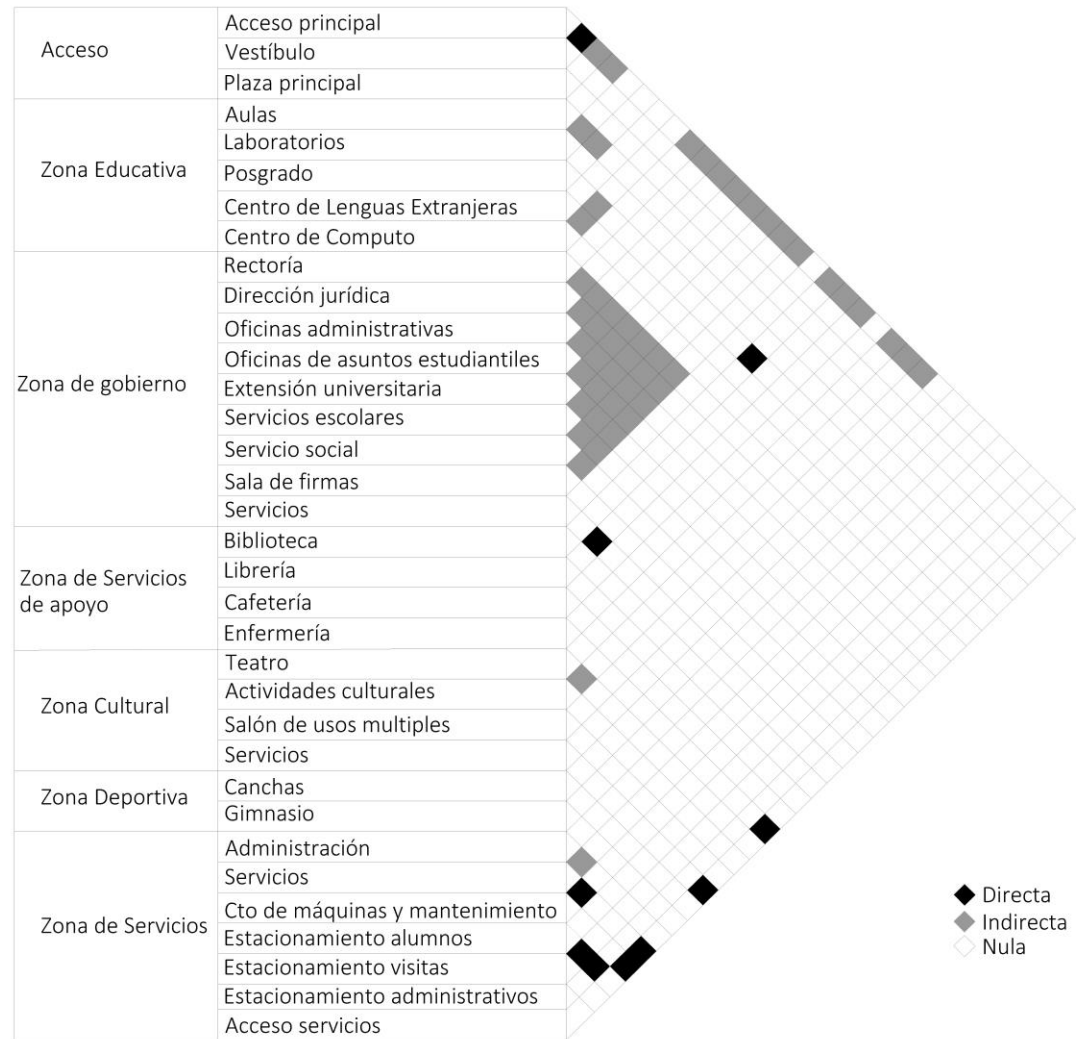 Acceso
Acceso principal
Vestíbulo
Plaza principal
Zona Educativa
Aulas
Laboratorios
Posgrado
Centro de Lenguas Extranjeras
Centro de Computo
Zona de gobierno
Rectoría
Dirección jurídica
Oficinas administrativas
Oficinas de asuntos estudiantiles
Extensión universitaria
Servicios escolares
Servicio social
Sala de firmas
Servicios
Zona de Servicios
de apoyo
Biblioteca
Librería
Cafetería
Enfermería
Zona Cultural
Teatro
Actividades culturales
Salón de usos multiples
Servicios
Zona Deportiva
Canchas
Gimnasio
Zona de Servicios
Administración
Servicios
Cto de máquinas y mantenimiento
Estacionamiento alumnos
Estacionamiento visitas
Estacionamiento administrativos
Acceso servicios
Directa
Indirecta
Nula